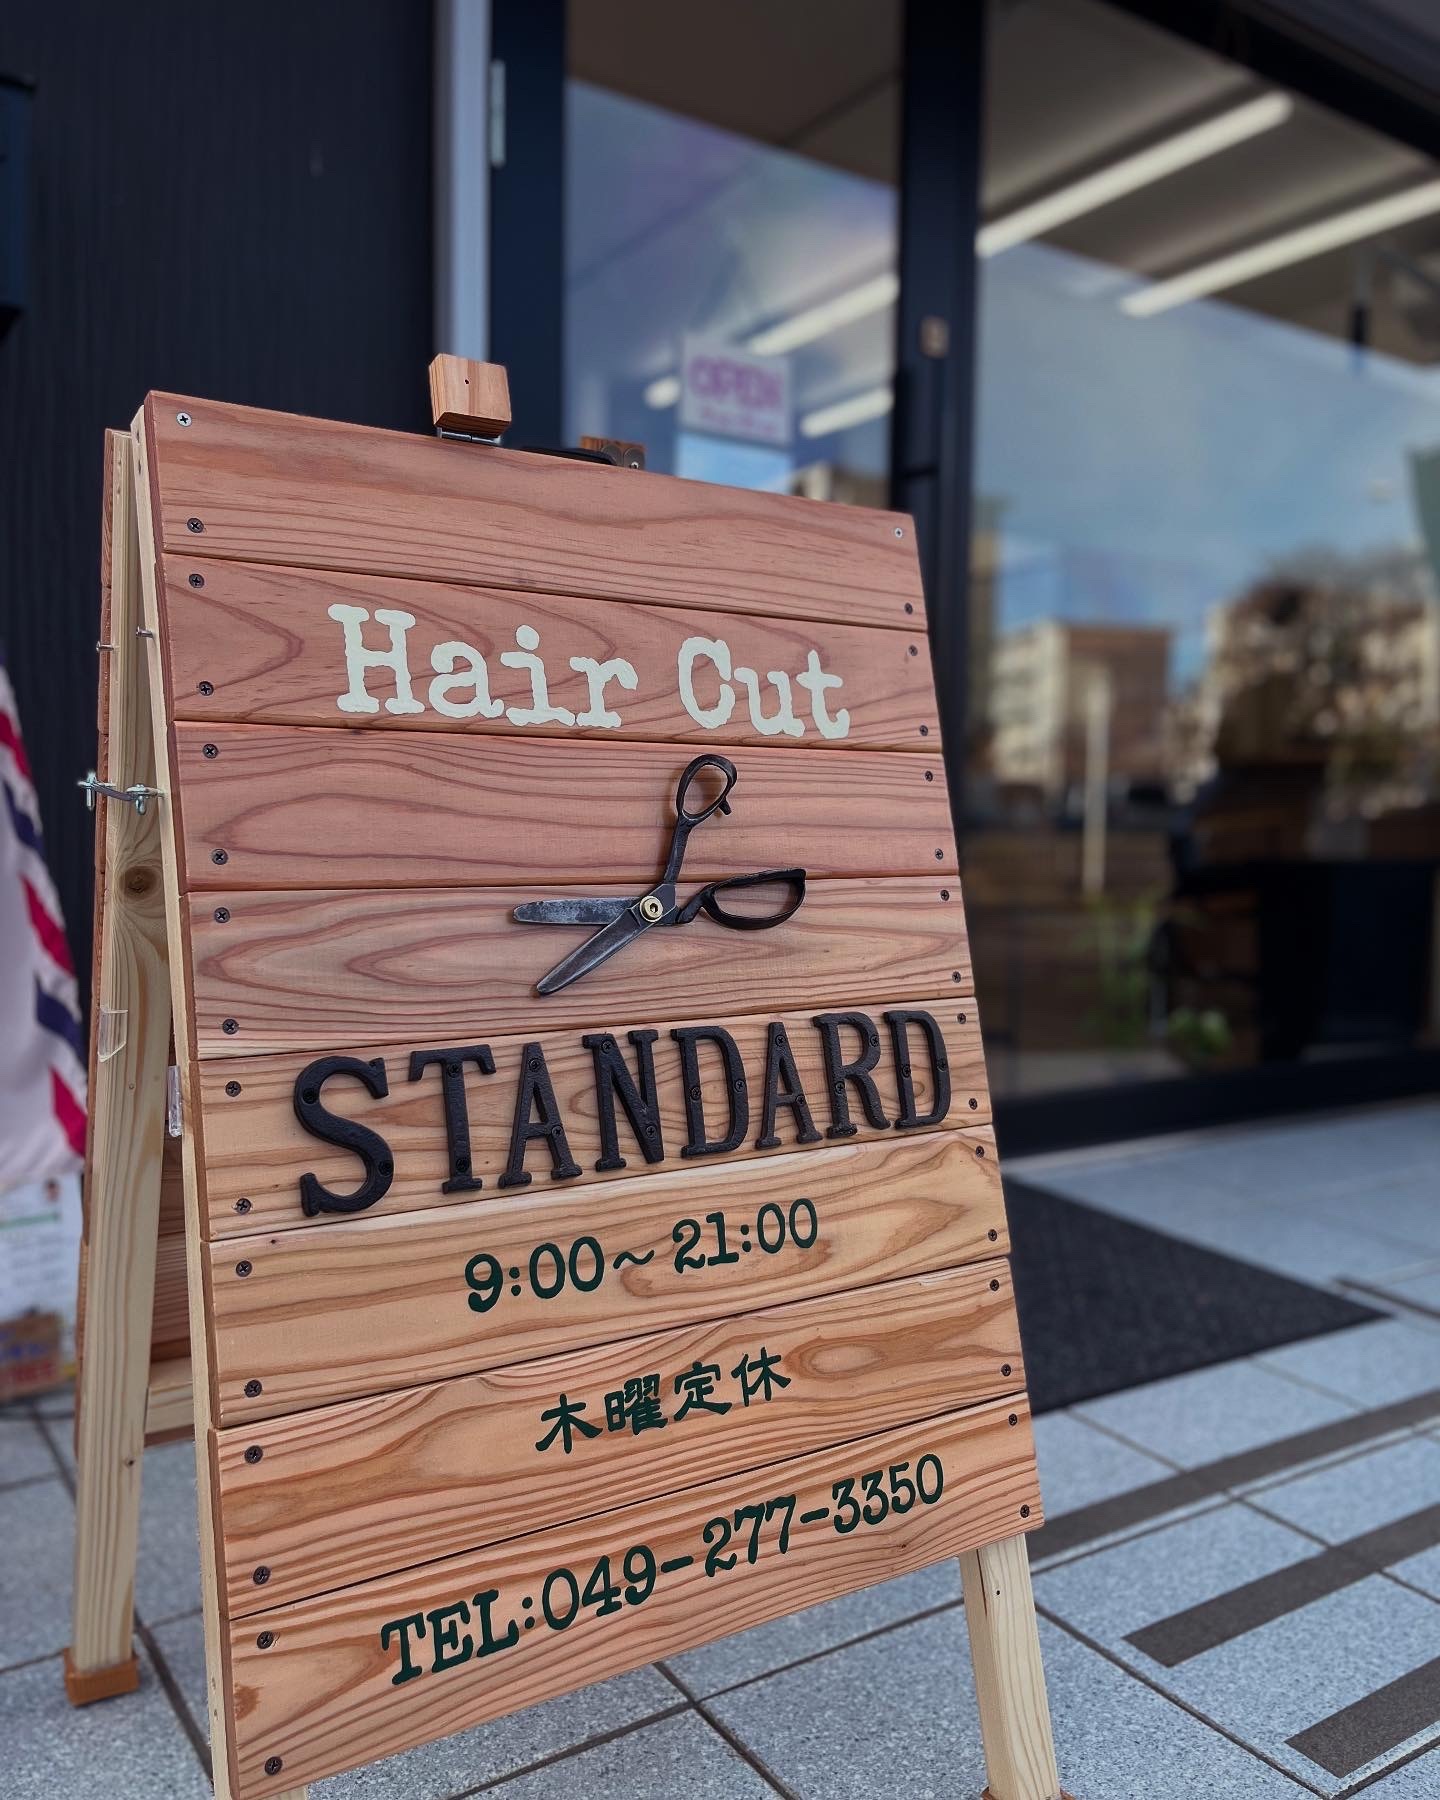 OPEN
Hair Cut
STANDARD
9:00~21:00
木曜定休
TEL:049-277-3350